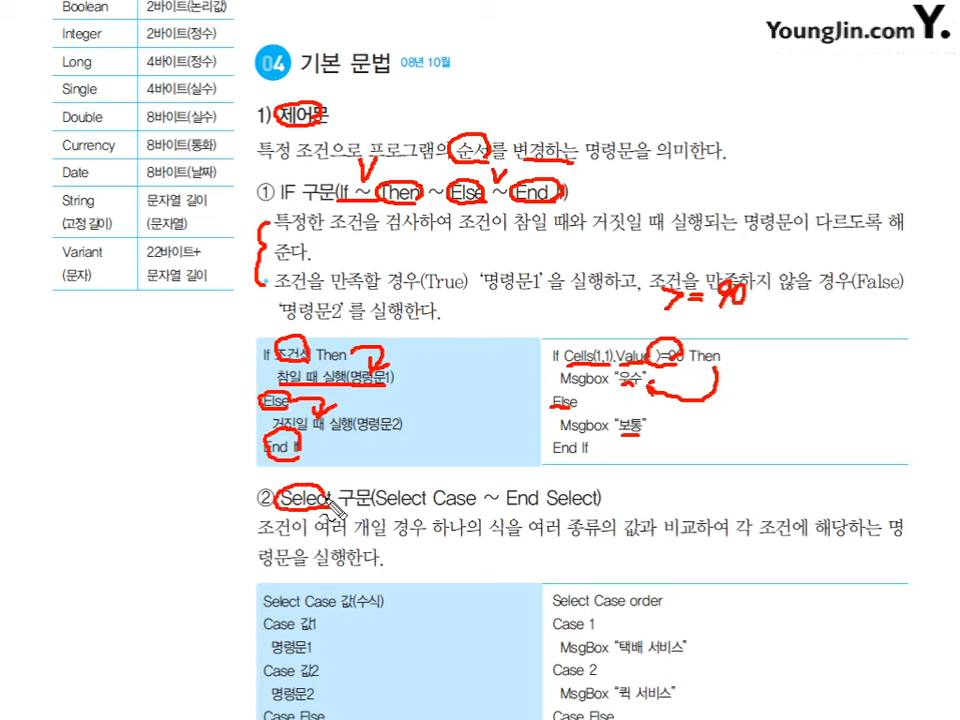 Younglin.com Y.
Boolean 2바이트(논리값)
Integer 2바이트(정수)
Long 4바이트(정수)
Single 4바이트(실수)
Double 8바이트(실수)
Currency 8바이트(통화)
Date 8바이트(날짜)
String 문자열 길이
(고정 길이) (문자열)
Variant 22바이트+
(문자) 문자열 길이
04 기본 문법 08년 10월
1) 제어문
특정 조건으로 프로그램의 순서를 변경하는 명령문을 의미한다.
① IF 구문(If ~ Then ~ Else ~ End If)
• 특정한 조건을 검사하여 조건이 참일 때와 거짓일 때 실행되는 명령문이 다르도록 해
준다.
• 조건을 만족할 경우(True) ‘명령문1’을 실행하고, 조건을 만족하지 않을 경우(False)
‘명령문2’를 실행한다.
>= 90
If 조건식 Then
참일 때 실행(명령문1)
Else
거짓일 때 실행(명령문2)
End If
If Cells(1,1).Value >=90 Then
Msgbox “우수”
Else
Msgbox “보통”
End If
② Select 구문(Select Case ~ End Select)
조건이 여러 개일 경우 하나의 식을 여러 종류의 값과 비교하여 각 조건에 해당하는 명
령문을 실행한다.
Select Case 값(수식)
Case 값1
명령문1
Case 값2
명령문2
Case Else
Select Case order
Case 1
MsgBox “택배 서비스”
Case 2
MsgBox “퀵 서비스”
Case Else